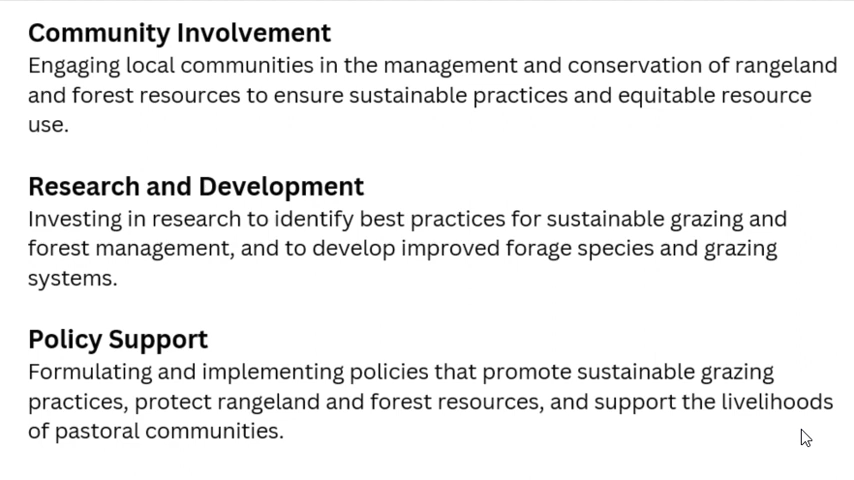 Community Involvement
Engaging local communities in the management and conservation of rangeland
and forest resources to ensure sustainable practices and equitable resource
use.
Research and Development
Investing in research to identify best practices for sustainable grazing and
forest management, and to develop improved forage species and grazing
systems.
Policy Support
Formulating and implementing policies that promote sustainable grazing
practices, protect rangeland and forest resources, and support the livelihoods
of pastoral communities.